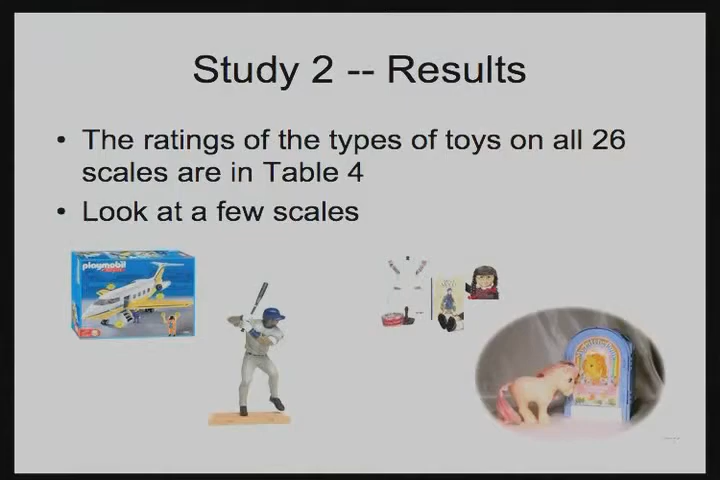 Study 2 -- Results
• The ratings of the types of toys on all 26
scales are in Table 4
• Look at a few scales
playmobil